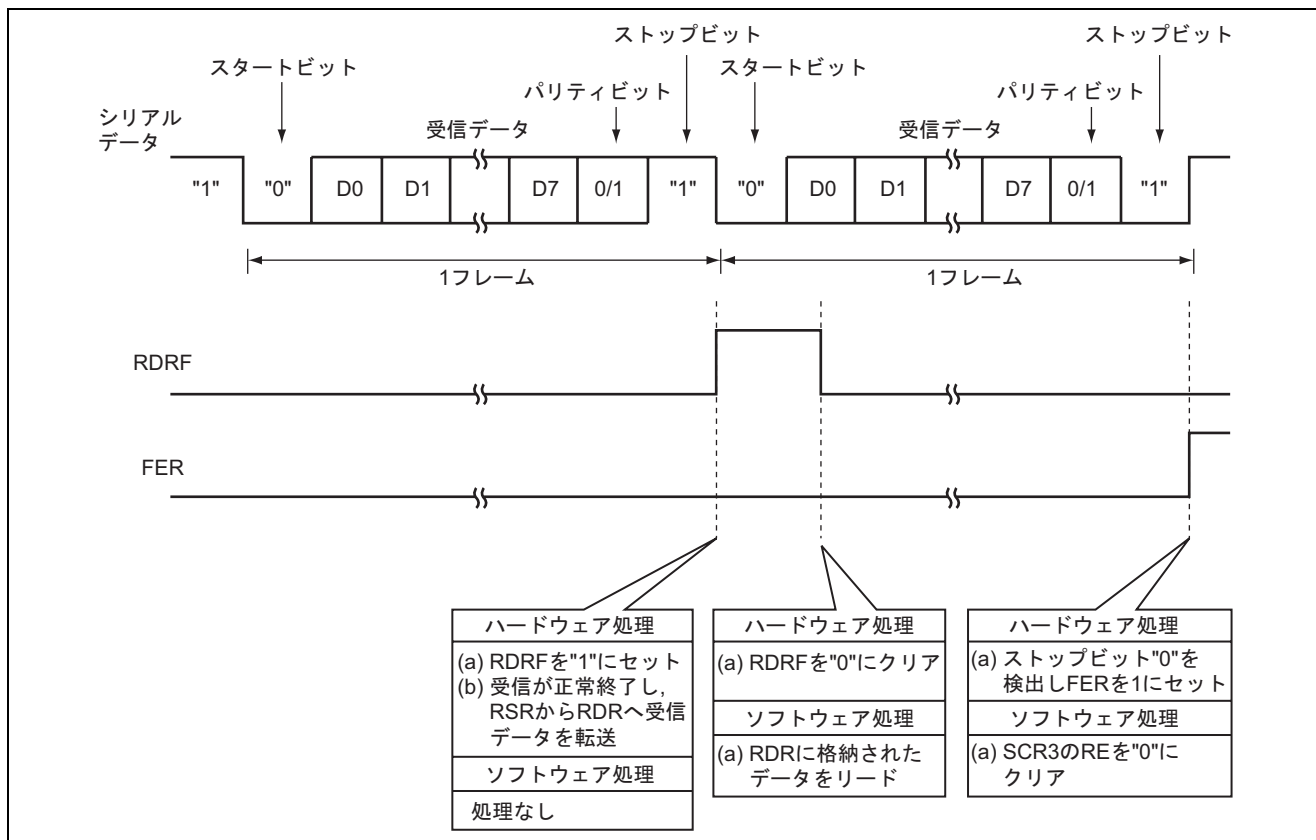 ストップビット
ストップビット
スタートビット
スタートビット
パリティビット
パリティビット
シリアル
データ
受信データ
受信データ
"1" "0" D0 D1 D7 0/1 "1" "0" D0 D1 D7 0/1 "1"
1フレーム
1フレーム
RDRF
FER
ハードウェア処理
(a) RDRFを"1"にセット
(b) 受信が正常終了し,
RSRからRDRへ受信
データを転送
ソフトウェア処理
処理なし
ハードウェア処理
(a) RDRFを"0"にクリア
ソフトウェア処理
(a) RDRに格納された
データをリード
ハードウェア処理
(a) ストップビット"0"を
検出しFERを1にセット
ソフトウェア処理
(a) SCR3のREを"0"に
クリア